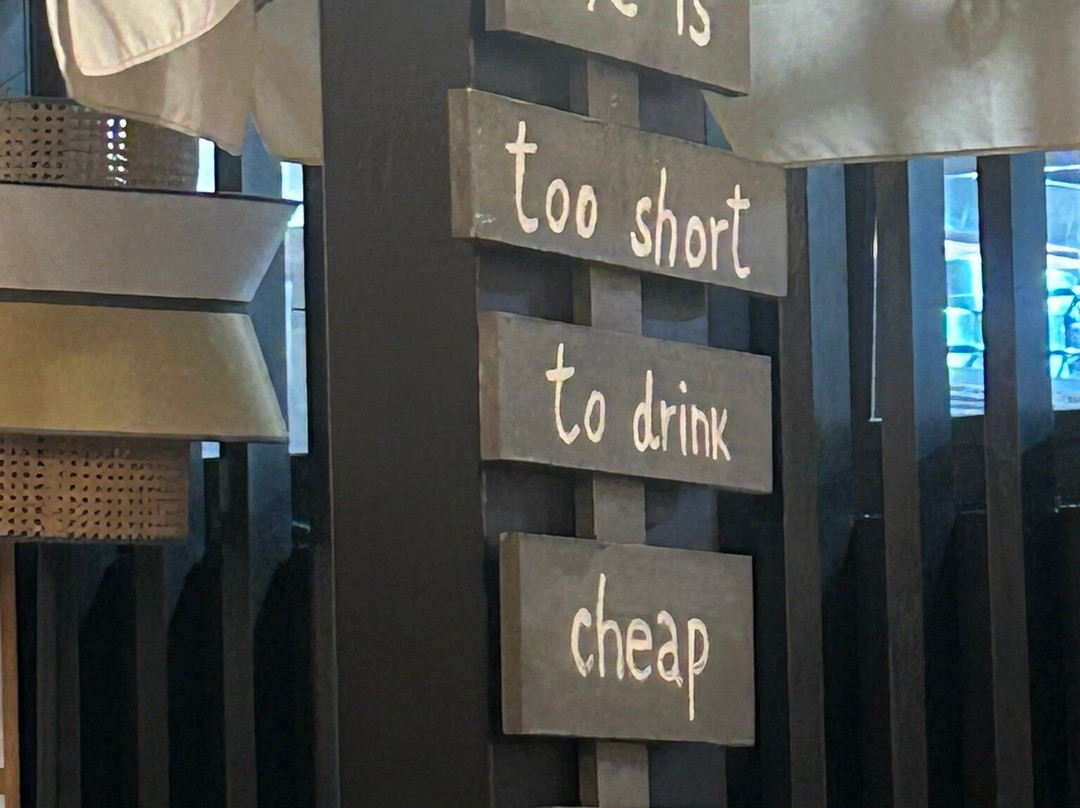 is
too short
to drink
cheap